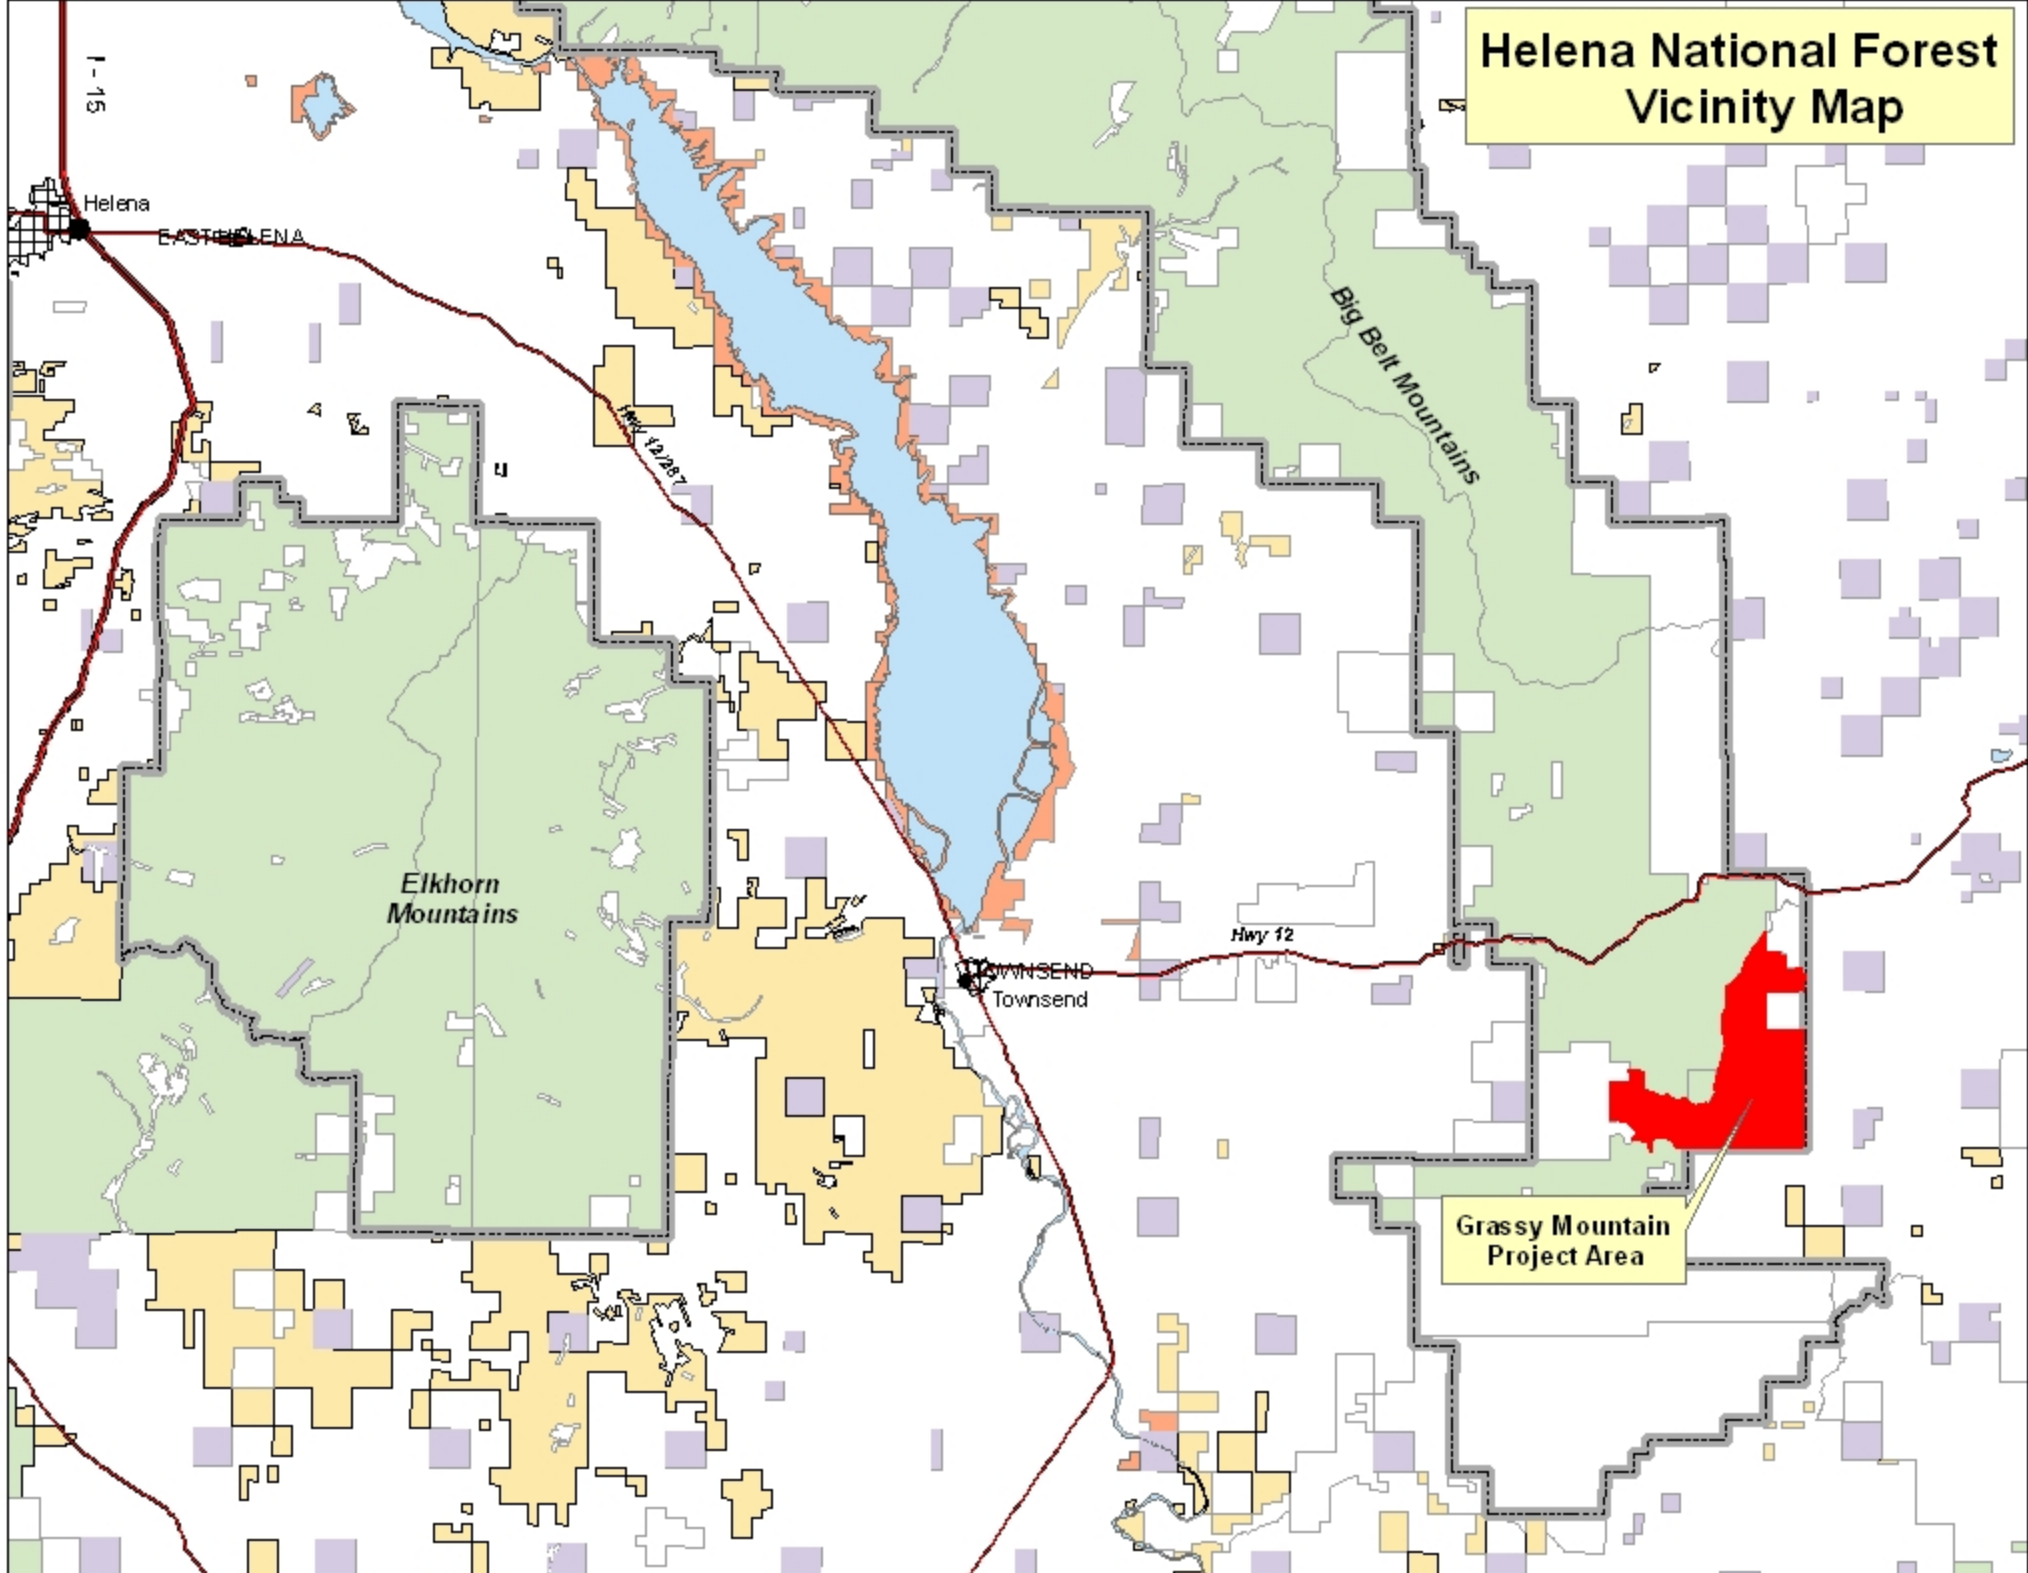 Helena National Forest
Vicinity Map
I - 15
Helena
EAST HELENA
Big Belt Mountains
Hwy 12/287
Elkhorn
Mountains
Hwy 12
TOWNSEND
Townsend
Grassy Mountain
Project Area